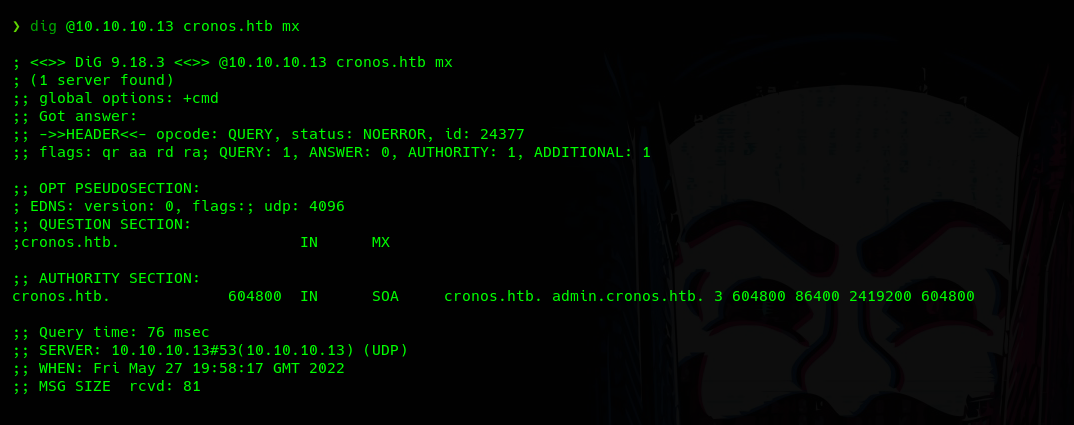 ❯ dig @10.10.10.13 cronos.htb mx
; <<>> DiG 9.18.3 <<>> @10.10.10.13 cronos.htb mx
; (1 server found)
;; global options: +cmd
;; Got answer:
;; ->>HEADER<<- opcode: QUERY, status: NOERROR, id: 24377
;; flags: qr aa rd ra; QUERY: 1, ANSWER: 0, AUTHORITY: 1, ADDITIONAL: 1
;; OPT PSEUDOSECTION:
; EDNS: version: 0, flags:; udp: 4096
;; QUESTION SECTION:
;cronos.htb. IN MX
;; AUTHORITY SECTION:
cronos.htb. 604800 IN SOA cronos.htb. admin.cronos.htb. 3 604800 86400 2419200 604800
;; Query time: 76 msec
;; SERVER: 10.10.10.13#53(10.10.10.13) (UDP)
;; WHEN: Fri May 27 19:58:17 GMT 2022
;; MSG SIZE rcvd: 81